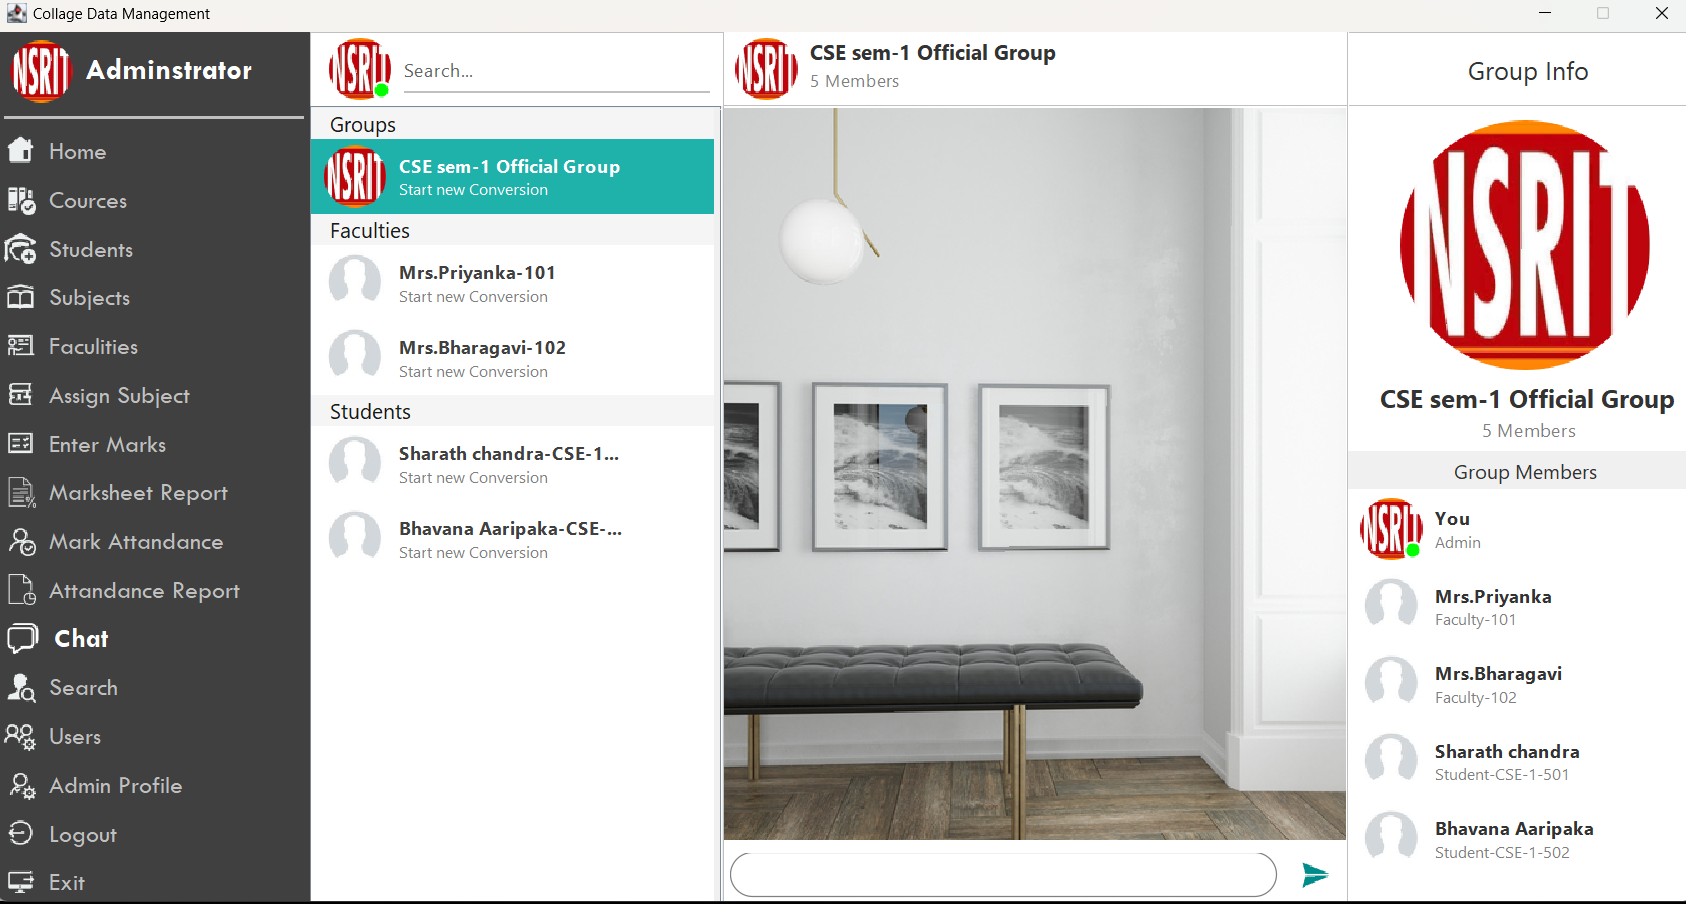 Collage Data Management
NSRIT
Adminstrator
Home
Cources
Students
Subjects
Faculities
Assign Subject
Enter Marks
Marksheet Report
Mark Attandance
Attandance Report
Chat
Search
Users
Admin Profile
Logout
Exit
NSRIT
Search...
Groups
NSRIT
CSE sem-1 Official Group
Start new Conversion
Faculties
Mrs.Priyanka-101
Start new Conversion
Mrs.Bharagavi-102
Start new Conversion
Students
Sharath chandra-CSE-1...
Start new Conversion
Bhavana Aaripaka-CSE-...
Start new Conversion
NSRIT
CSE sem-1 Official Group
5 Members
Group Info
NSRIT
CSE sem-1 Official Group
5 Members
Group Members
NSRIT
You
Admin
Mrs.Priyanka
Faculty-101
Mrs.Bharagavi
Faculty-102
Sharath chandra
Student-CSE-1-501
Bhavana Aaripaka
Student-CSE-1-502